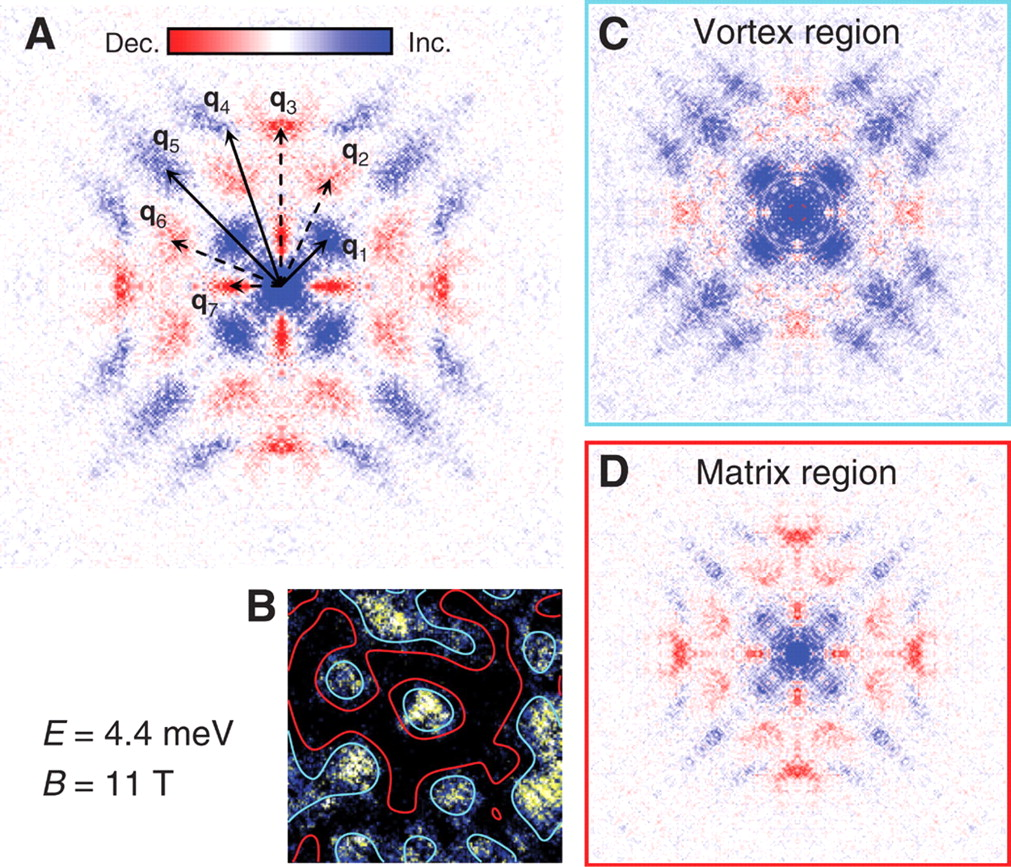 A
Dec. Inc.
q4 q3
q5 q2
q6 q1
q7
C Vortex region
D Matrix region
B
E = 4.4 meV
B = 11 T